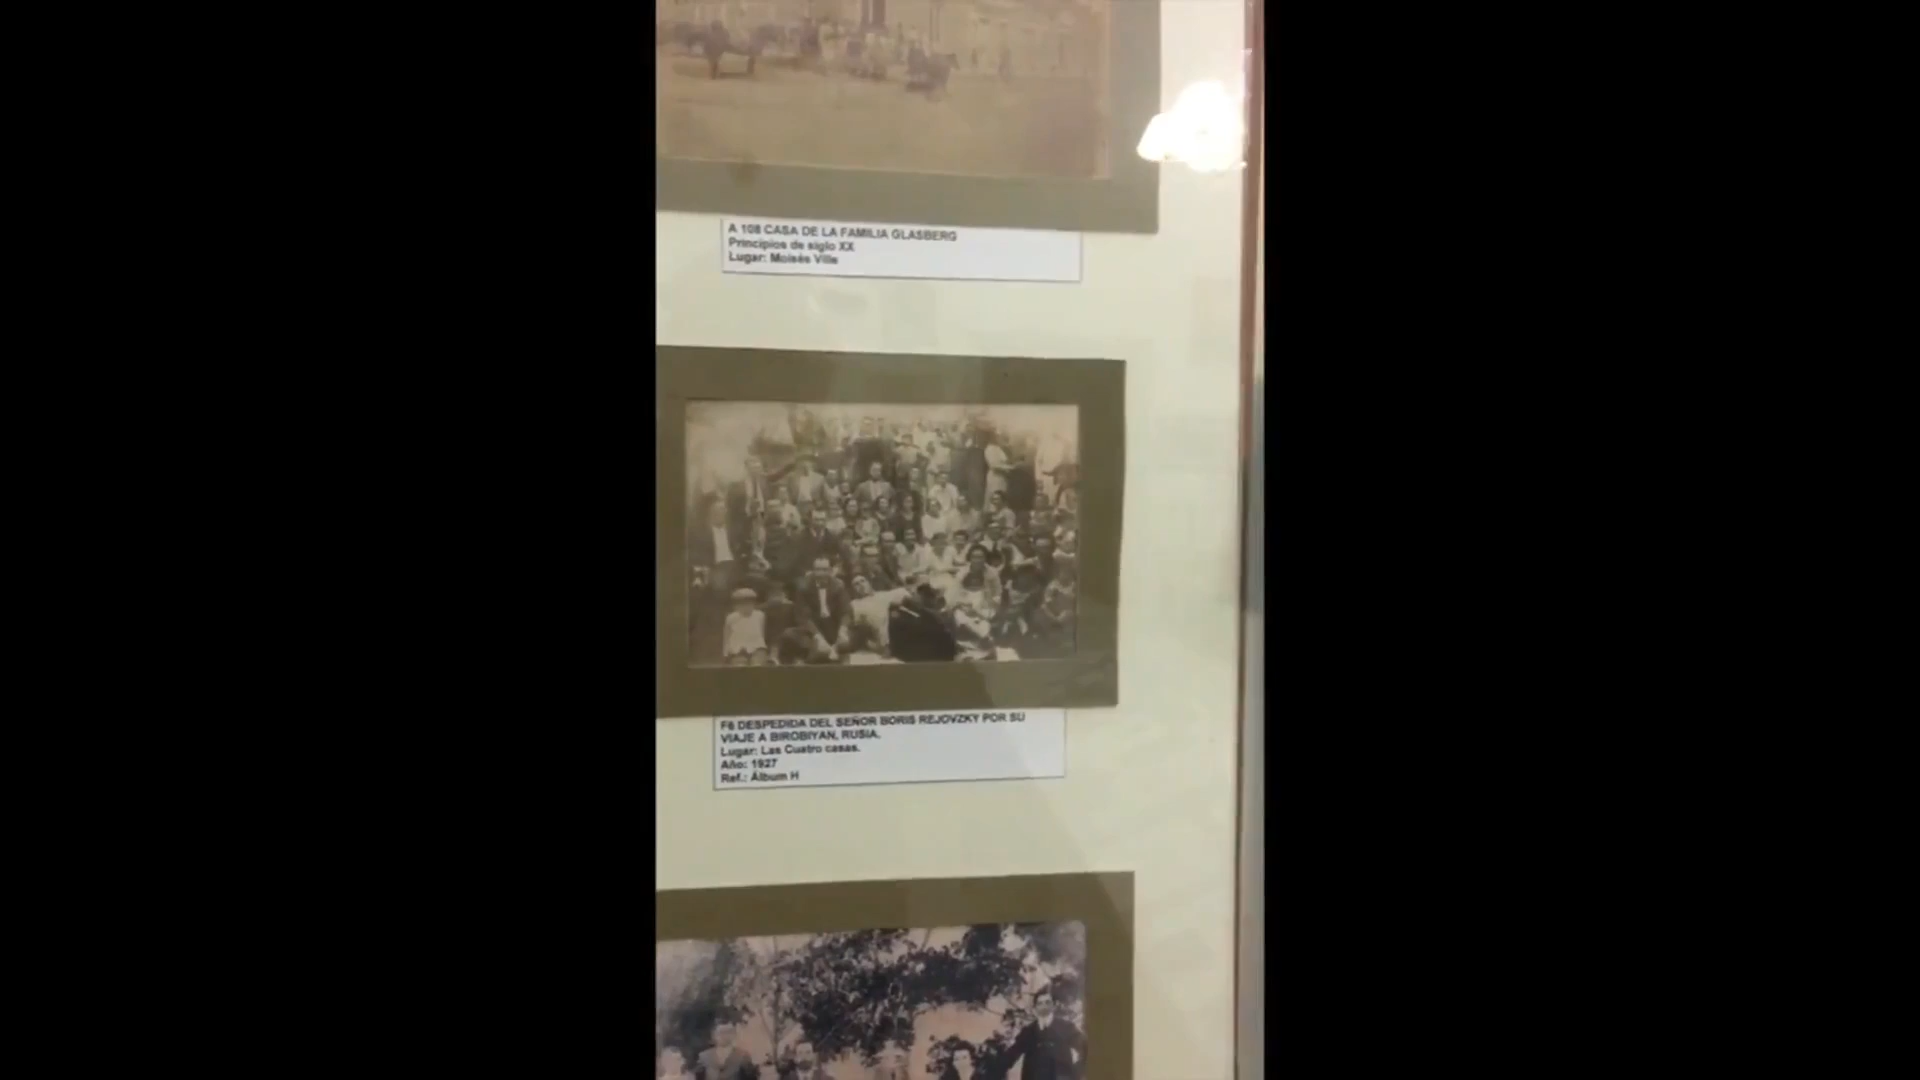 A 108 CASA DE LA FAMILIA GLASBERG
Principios de siglo XX
Lugar: Moisés Ville
F6 DESPEDIDA DEL SEÑOR BORIS REJOVZKY POR SU
VIAJE A BIROBIYAN, RUSIA.
Lugar: Las Cuatro casas.
Año: 1927
Ref.: Álbum H